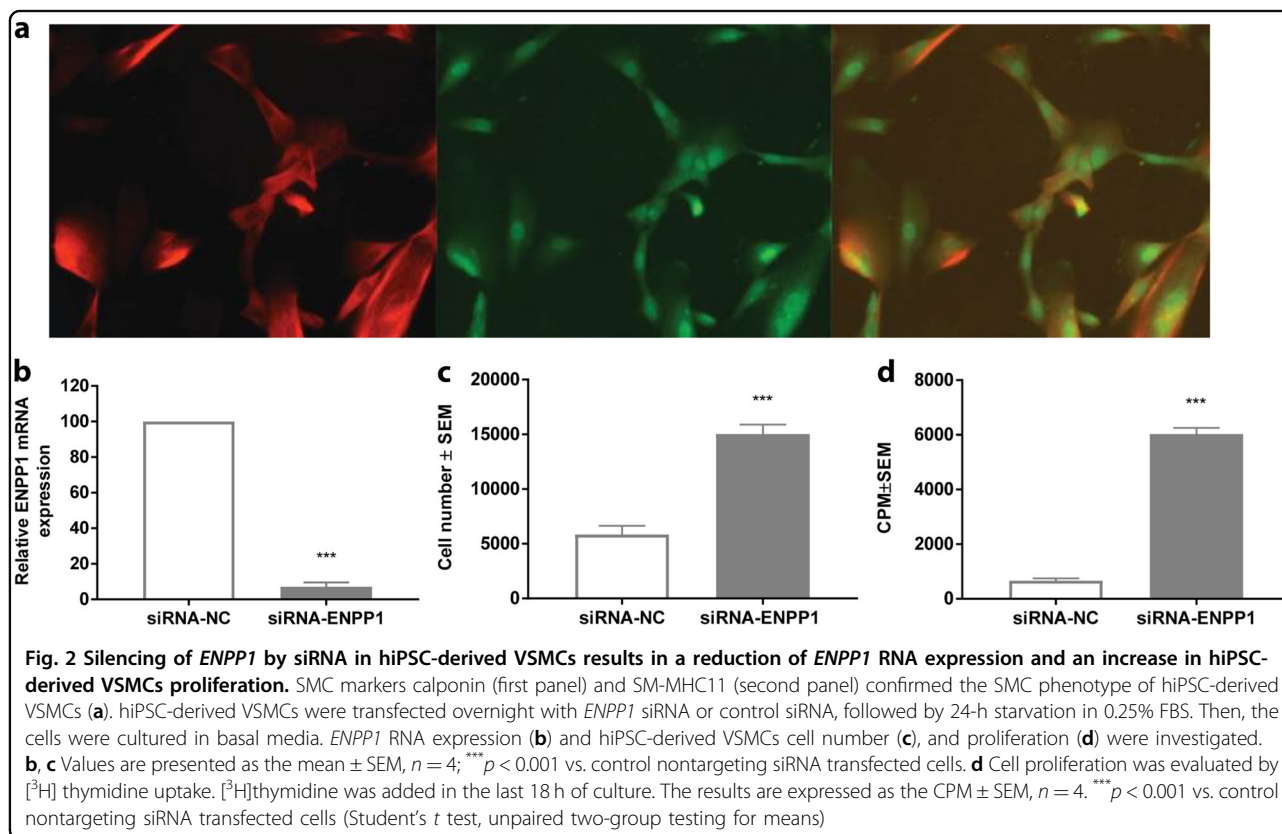 a
b
120
100
80
60
40
20
0
Relative ENPP1 mRNA
expression
***
siRNA-NC
siRNA-ENPP1
c
20000
15000
10000
5000
0
Cell number ± SEM
***
siRNA-NC
siRNA-ENPP1
d
8000
6000
4000
2000
0
CPM±SEM
***
siRNA-NC
siRNA-ENPP1
Fig. 2 Silencing of ENPP1 by siRNA in hiPSC-derived VSMCs results in a reduction of ENPP1 RNA expression and an increase in hiPSC-
derived VSMCs proliferation. SMC markers calponin (first panel) and SM-MHC11 (second panel) confirmed the SMC phenotype of hiPSC-derived
VSMCs (a). hiPSC-derived VSMCs were transfected overnight with ENPP1 siRNA or control siRNA, followed by 24-h starvation in 0.25% FBS. Then, the
cells were cultured in basal media. ENPP1 RNA expression (b) and hiPSC-derived VSMCs cell number (c), and proliferation (d) were investigated.
b, c Values are presented as the mean ± SEM, n = 4; ***p < 0.001 vs. control nontargeting siRNA transfected cells. d Cell proliferation was evaluated by
[³H] thymidine uptake. [³H]thymidine was added in the last 18 h of culture. The results are expressed as the CPM ± SEM, n = 4. ***p < 0.001 vs. control
nontargeting siRNA transfected cells (Student's t test, unpaired two-group testing for means)